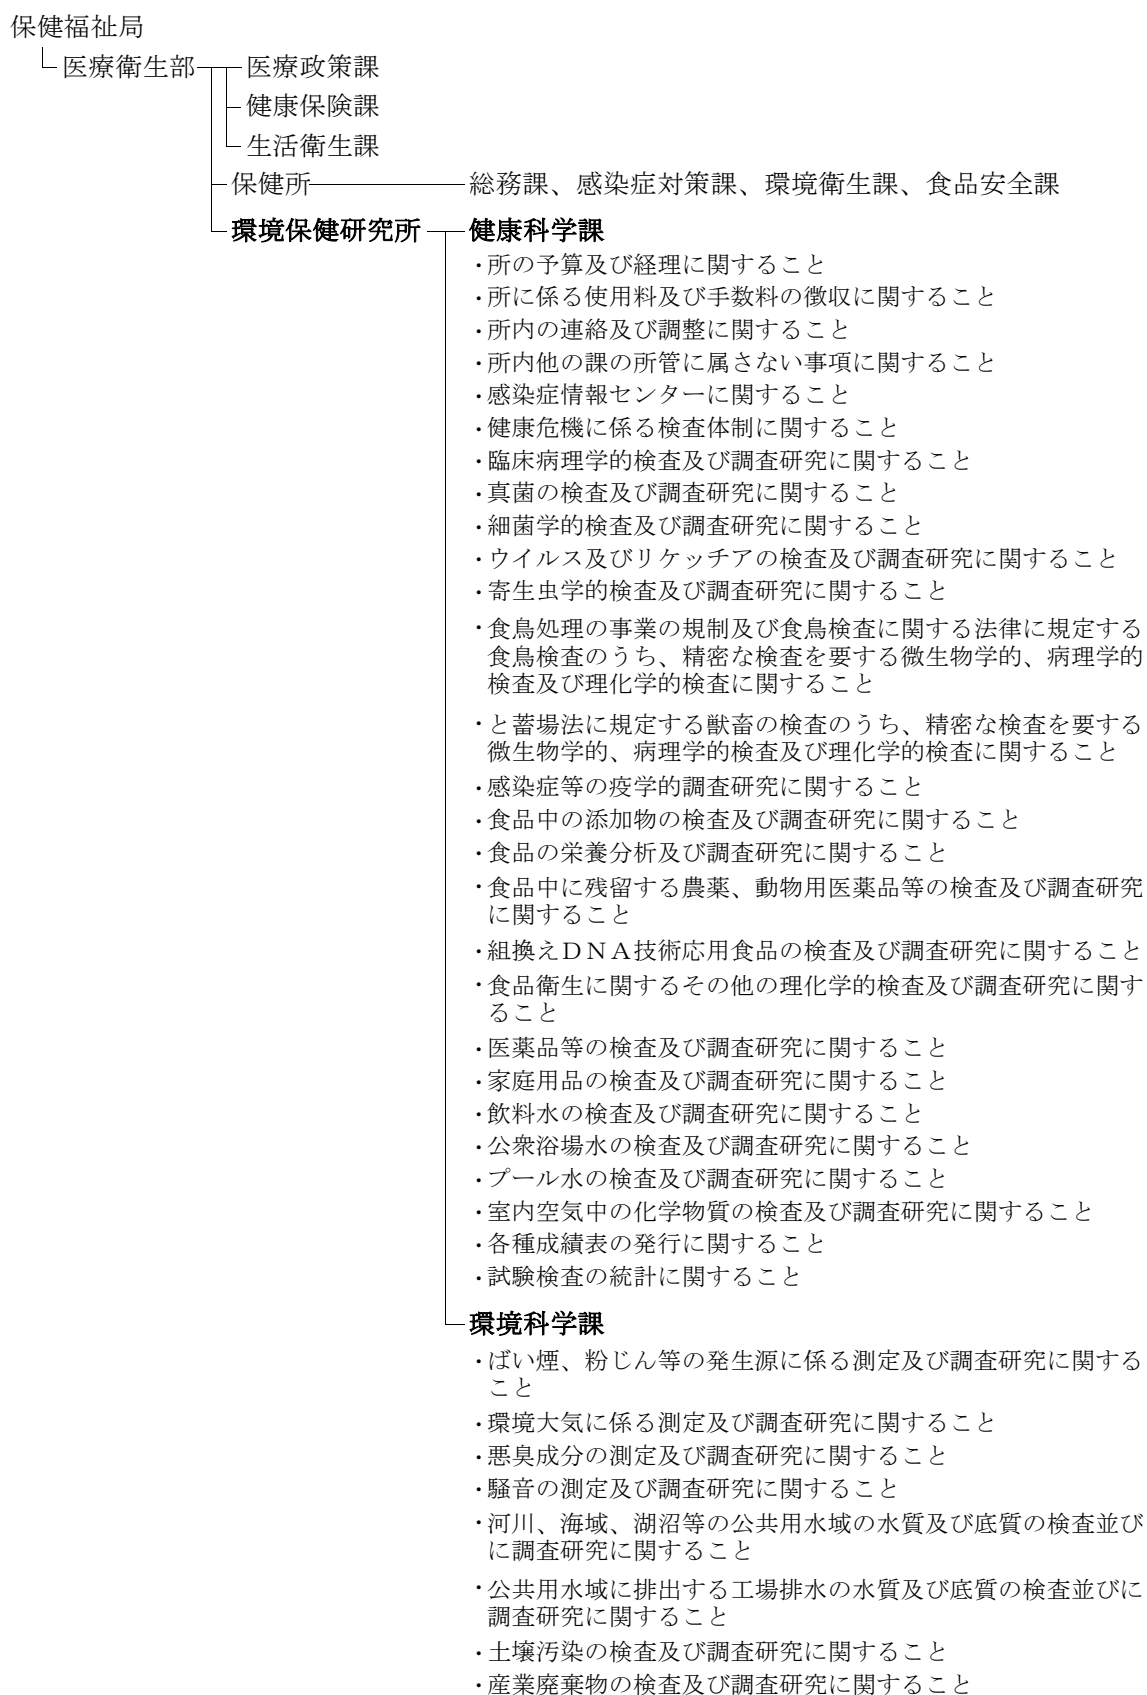 保健福祉局
医療衛生部 医療政策課
健康保険課
生活衛生課
保健所 総務課、感染症対策課、環境衛生課、食品安全課
環境保健研究所 健康科学課
・所の予算及び経理に関すること
・所に係る使用料及び手数料の徴収に関すること
・所内の連絡及び調整に関すること
・所内他の課の所管に属さない事項に関すること
・感染症情報センターに関すること
・健康危機に係る検査体制に関すること
・臨床病理学的検査及び調査研究に関すること
・真菌の検査及び調査研究に関すること
・細菌学的検査及び調査研究に関すること
・ウイルス及びリケッチアの検査及び調査研究に関すること
・寄生虫学的検査及び調査研究に関すること
・食鳥処理の事業の規制及び食鳥検査に関する法律に規定する
食鳥検査のうち、精密な検査を要する微生物学的、病理学的
検査及び理化学的検査に関すること
・と蓄場法に規定する獣畜の検査のうち、精密な検査を要する
微生物学的、病理学的検査及び理化学的検査に関すること
・感染症等の疫学的調査研究に関すること
・食品中の添加物の検査及び調査研究に関すること
・食品の栄養分析及び調査研究に関すること
・食品中に残留する農薬、動物用医薬品等の検査及び調査研究
に関すること
・組換えDNA技術応用食品の検査及び調査研究に関すること
・食品衛生に関するその他の理化学的検査及び調査研究に関す
ること
・医薬品等の検査及び調査研究に関すること
・家庭用品の検査及び調査研究に関すること
・飲料水の検査及び調査研究に関すること
・公衆浴場水の検査及び調査研究に関すること
・プール水の検査及び調査研究に関すること
・室内空気中の化学物質の検査及び調査研究に関すること
・各種成績表の発行に関すること
・試験検査の統計に関すること
環境科学課
・ばい煙、粉じん等の発生源に係る測定及び調査研究に関する
こと
・環境大気に係る測定及び調査研究に関すること
・悪臭成分の測定及び調査研究に関すること
・騒音の測定及び調査研究に関すること
・河川、海域、湖沼等の公共用水域の水質及び底質の検査並び
に調査研究に関すること
・公共用水域に排出する工場排水の水質及び底質の検査並びに
調査研究に関すること
・土壌汚染の検査及び調査研究に関すること
・産業廃棄物の検査及び調査研究に関すること